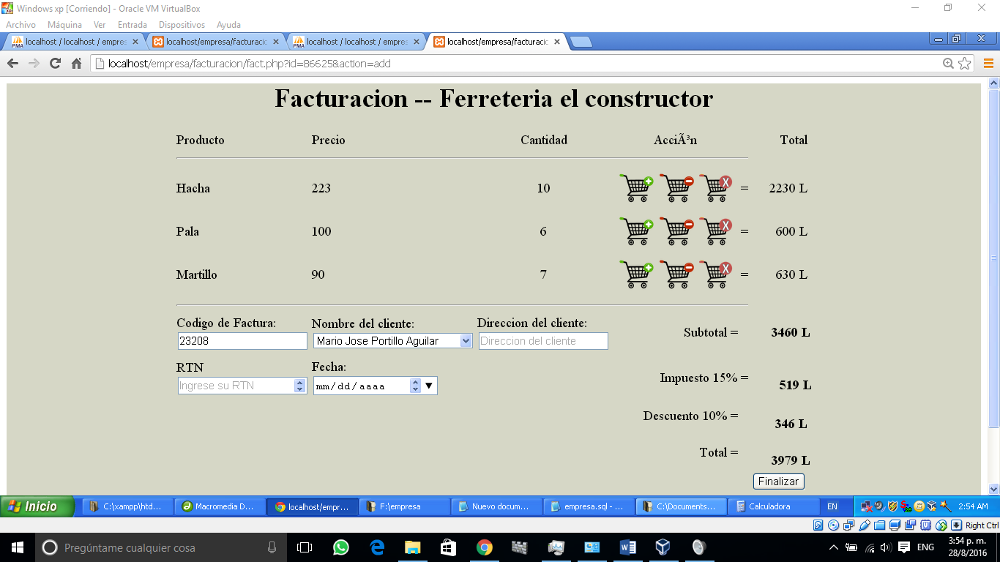 Windows xp [Corriendo] - Oracle VM VirtualBox
Archivo Máquina Ver Entrada Dispositivos Ayuda
localhost / localhost / empres localhost/empresa/facturacio localhost / localhost / empres localhost/empresa/facturacio
localhost/empresa/facturacion/fact.php?id=86625&action=add
Facturacion -- Ferreteria el constructor
Producto Precio Cantidad AcciÃ³n Total
Hacha 223 10 = 2230 L
Pala 100 6 = 600 L
Martillo 90 7 = 630 L
Codigo de Factura: Nombre del cliente: Direccion del cliente:
23208 Mario Jose Portillo Aguilar Direccion del cliente Subtotal = 3460 L
RTN Fecha:
Ingrese su RTN mm/dd/aaaa Impuesto 15% = 519 L
Descuento 10% = 346 L
Total = 3979 L
Finalizar
Inicio C:\xampp\htd... Macromedia D... localhost/empr... F:\empresa Nuevo docum... empresa.sql - ... C:\Documents... Calculadora EN 2:54 AM
Right Ctrl
Pregúntame cualquier cosa ENG 3:54 p. m.
28/8/2016